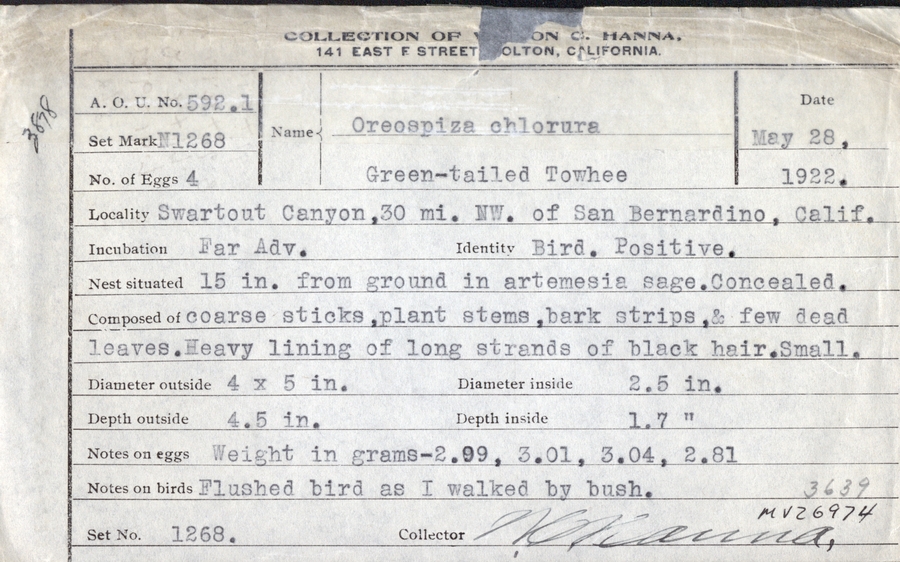 COLLECTION OF ON C. HANNA,
141 EAST F STREET OLTON, CALIFORNIA.
3878
A. O. U. No. 592.1
Date
Name Oreospiza chlorura
Set Mark N1268
May 28,
No. of Eggs 4
Green-tailed Towhee
1922.
Locality Swartout Canyon,30 mi. NW. of San Bernardino, Calif.
Incubation Far Adv. Identity Bird. Positive.
Nest situated 15 in. from ground in artemesia sage.Concealed.
Composed of coarse sticks,plant stems,bark strips,& few dead
leaves.Heavy lining of long strands of black hair.Small.
Diameter outside 4 x 5 in. Diameter inside 2.5 in.
Depth outside 4.5 in. Depth inside 1.7 "
Notes on eggs Weight in grams-2.99, 3.01, 3.04, 2.81
Notes on birds Flushed bird as I walked by bush.
3639
MV26974
Set No. 1268. Collector W C Hanna,